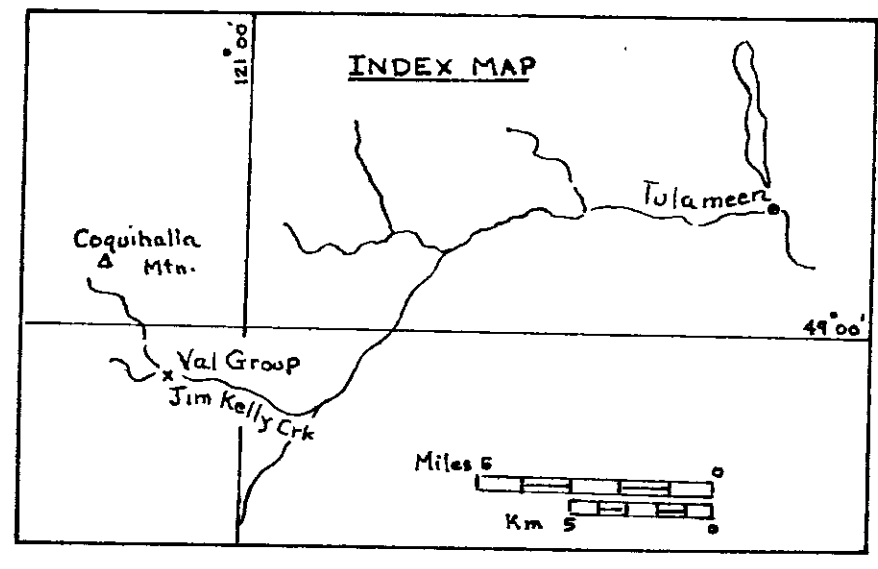 121°00'
INDEX MAP
Tulameen
Coquihalla
Mtn.
49°00'
Val Group
x
Jim Kelly Crk
Miles 5 0
Km 5 0